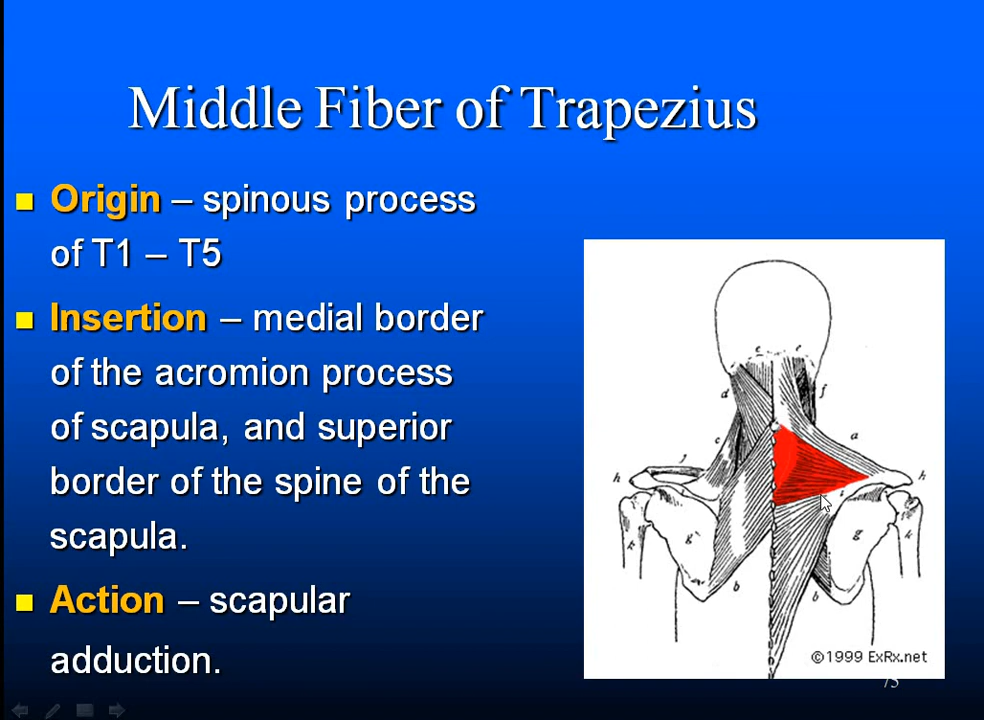 Middle Fiber of Trapezius
Origin – spinous process
of T1 – T5
Insertion – medial border
of the acromion process
of scapula, and superior
border of the spine of the
scapula.
Action – scapular
adduction.
e e
d f
c a
j
h h
i
k g g k
b b
©1999 ExRx.net